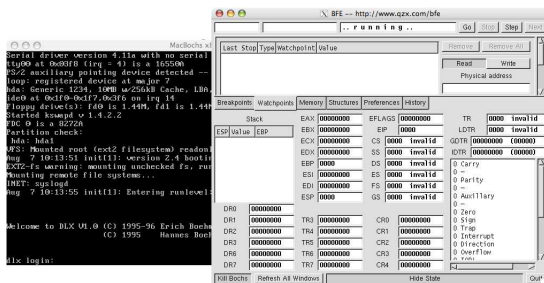 MacBochs x8
Serial driver version 4.11a with no serial
tty00 at 0x03f8 (irq = 4) is a 16550A
PS/2 auxiliary pointing device detected --
loop: registered device at major 7
hda: Generic 1234, 10MB w/256kB Cache, LBA,
ide0 at 0x1f0-0x1f7,0x3f6 on irq 14
Floppy drive(s): fd0 is 1.44M, fd1 is 1.44M
Started kswapd v 1.4.2.2
FDC 0 is a 8272A
Partition check:
hda: hda1
VFS: Mounted root (ext2 filesystem) readonl
Aug 7 10:13:51 init[1]: version 2.4 bootin
EXT2-fs warning: mounting unchecked fs, run
Mounting remote file systems...
INET: syslogd
Aug 7 10:13:55 init[1]: Entering runlevel:
Welcome to DLX V1.0 (C) 1995-96 Erich Boehm
(C) 1995 Hannes Boeh
dlx login:
BFE -- http://www.qzx.com/bfe
[.. r u n n i n g ..
Go Stop Step Next
Last Stop Type Watchpoint Value
Remove Remove All
Read Write
Physical address
Breakpoints Watchpoints Memory Structures Preferences History
Stack
ESP Value EBP
EAX 00000000
EBX 00000000
ECX 00000000
EDX 00000000
EBP 0000
ESI 00000000
EDI 00000000
ESP 0000
EFLAGS 00000000
EIP 0000
CS 0000 invalid
SS 0000 invalid
DS 0000 invalid
ES 0000 invalid
FS 0000 invalid
GS 0000 invalid
TR 0000 invalid
LDTR 0000 invalid
GDTR 00000000 (00000)
IDTR 00000000 (00000)
0 Carry
0 -
0 Parity
0 -
0 Auxillary
0 -
0 Zero
0 Sign
0 Trap
0 Interrupt
0 Direction
0 Overflow
DR0 00000000
DR1 00000000
DR2 00000000
DR3 00000000
DR6 00000000
DR7 00000000
TR3 00000000
TR4 00000000
TR5 00000000
TR6 00000000
TR7 00000000
CR0 00000000
CR1 00000000
CR2 00000000
CR3 00000000
CR4 00000000
Kill Bochs Refresh All Windows Hide State Quit